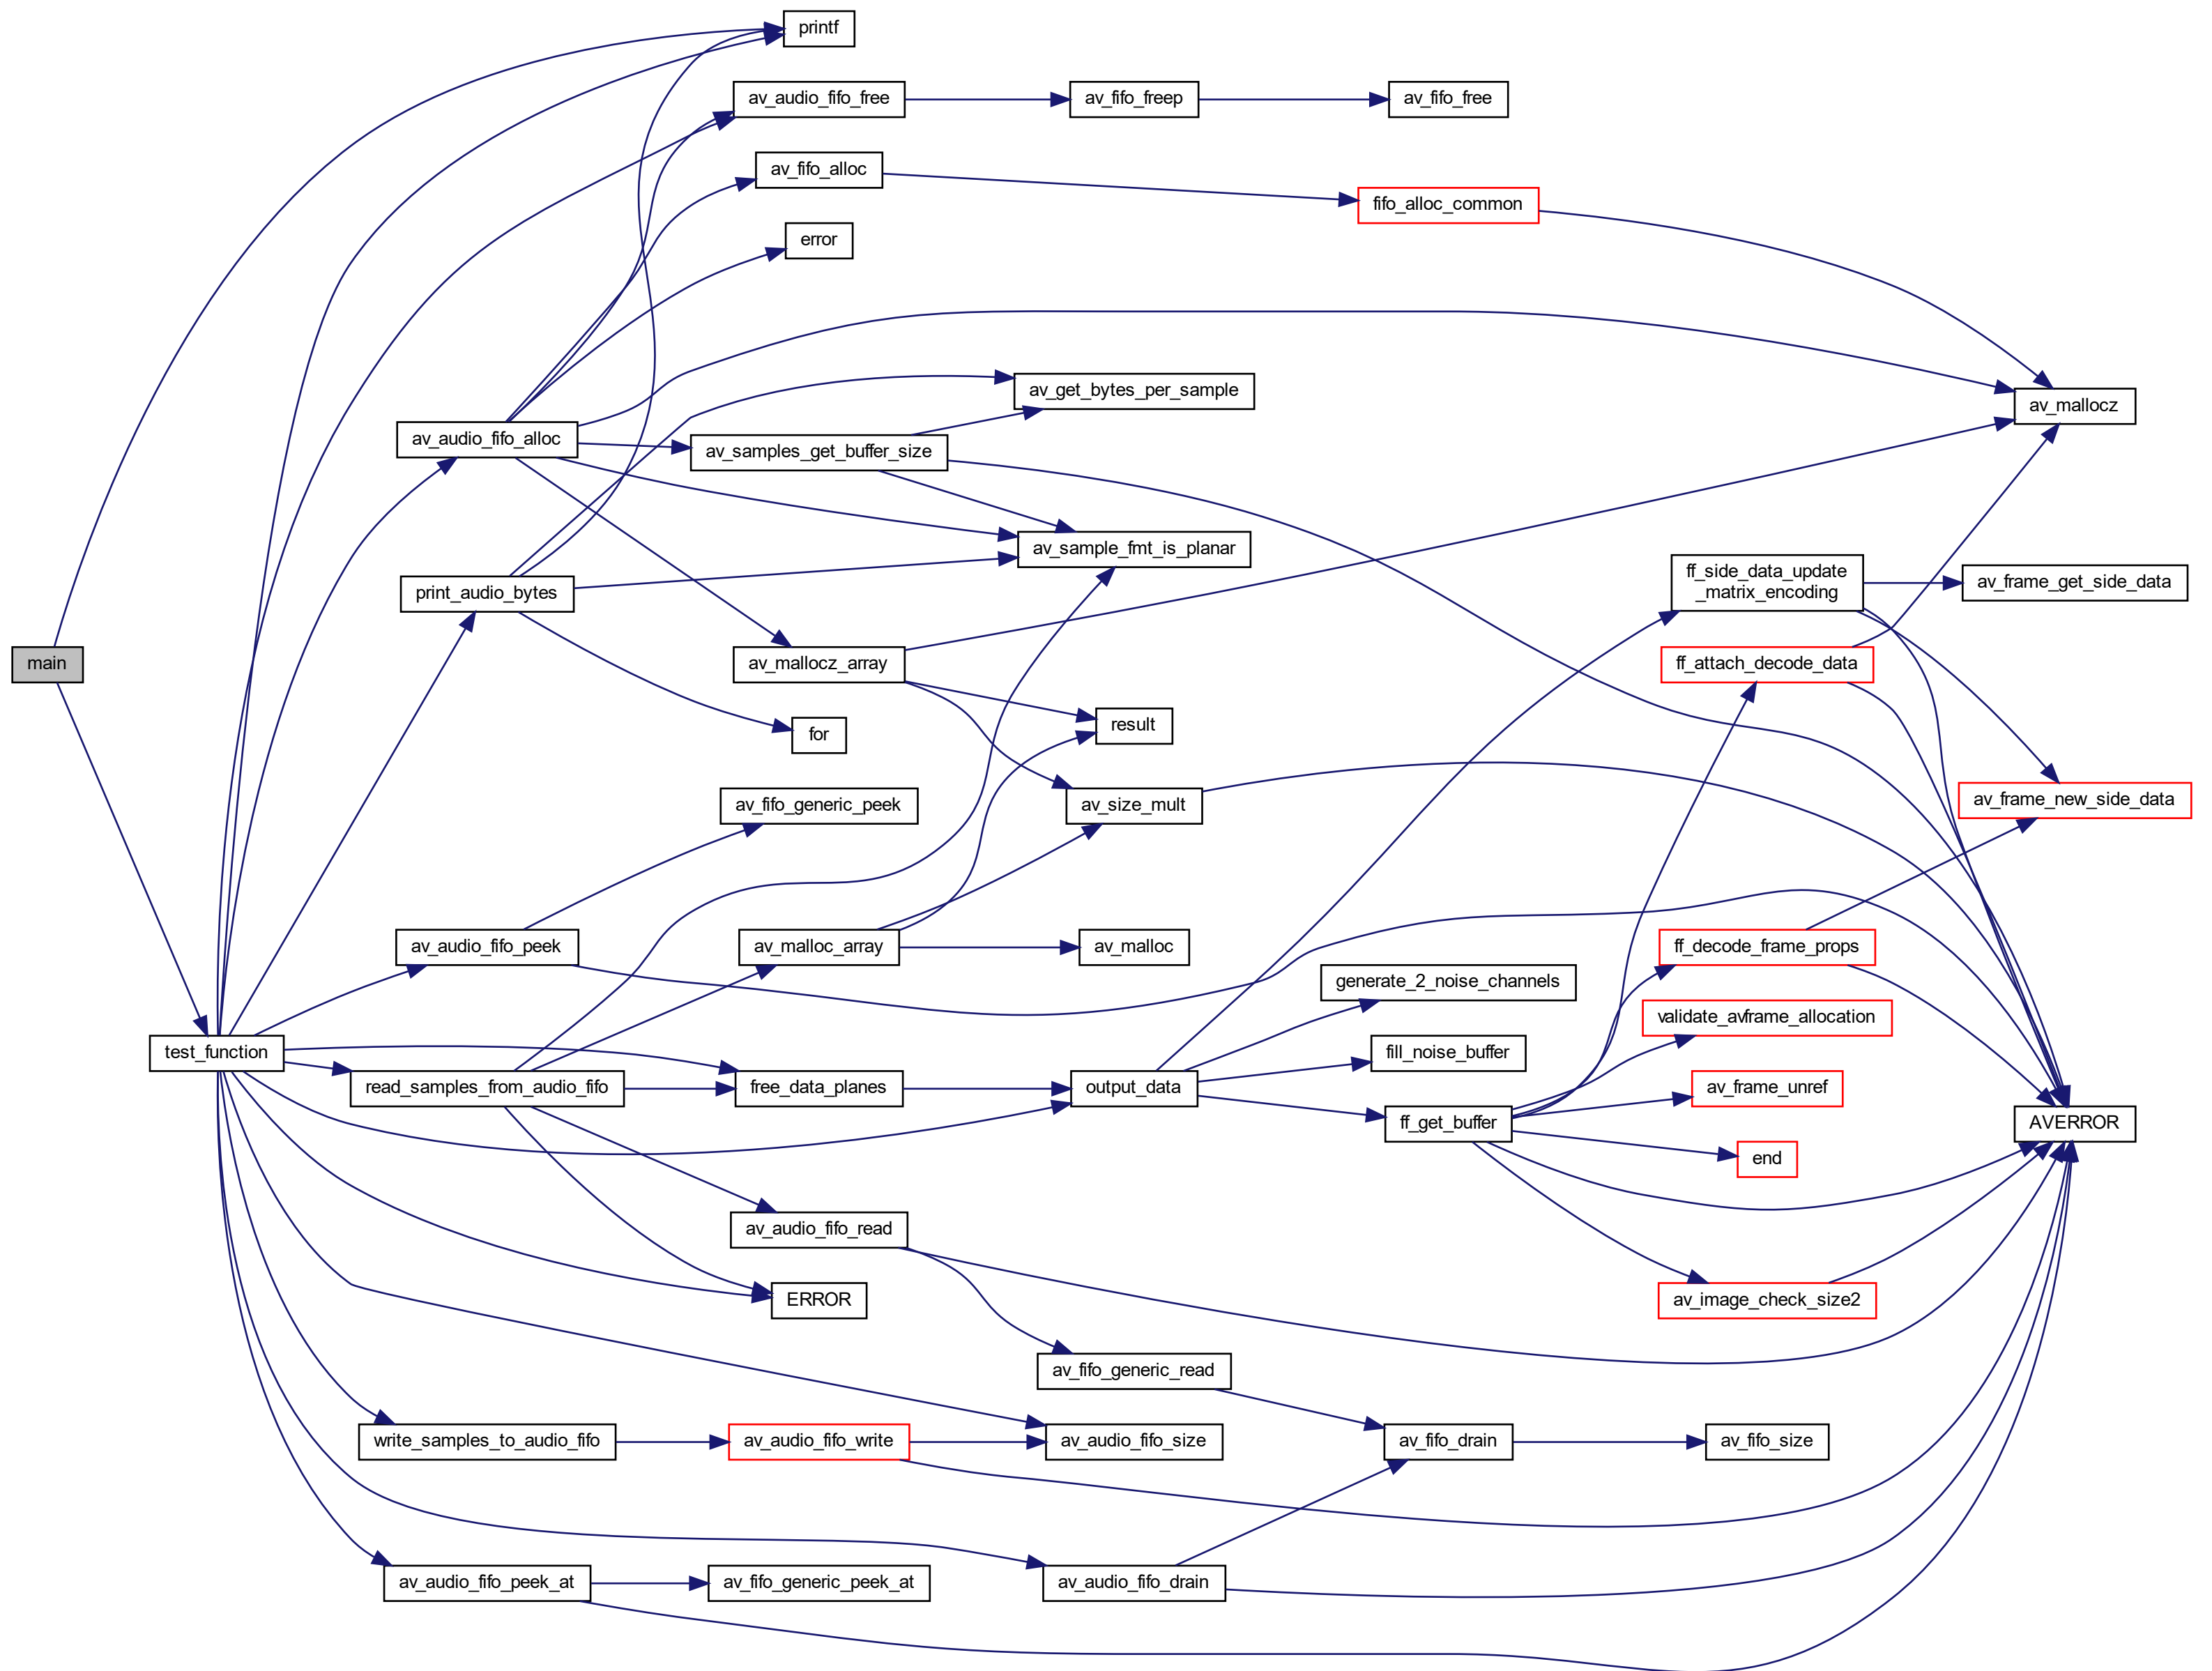 printf
av_audio_fifo_free
av_fifo_freep
av_fifo_free
av_fifo_alloc
fifo_alloc_common
error
av_get_bytes_per_sample
av_mallocz
av_audio_fifo_alloc
av_samples_get_buffer_size
av_sample_fmt_is_planar
print_audio_bytes
ff_side_data_update
_matrix_encoding
av_frame_get_side_data
main
av_mallocz_array
ff_attach_decode_data
for
result
av_fifo_generic_peek
av_size_mult
av_frame_new_side_data
av_audio_fifo_peek
av_malloc_array
av_malloc
ff_decode_frame_props
generate_2_noise_channels
validate_avframe_allocation
test_function
fill_noise_buffer
read_samples_from_audio_fifo
free_data_planes
output_data
av_frame_unref
ff_get_buffer
AVERROR
end
av_audio_fifo_read
ERROR
av_image_check_size2
av_fifo_generic_read
write_samples_to_audio_fifo
av_audio_fifo_write
av_audio_fifo_size
av_fifo_drain
av_fifo_size
av_audio_fifo_peek_at
av_fifo_generic_peek_at
av_audio_fifo_drain